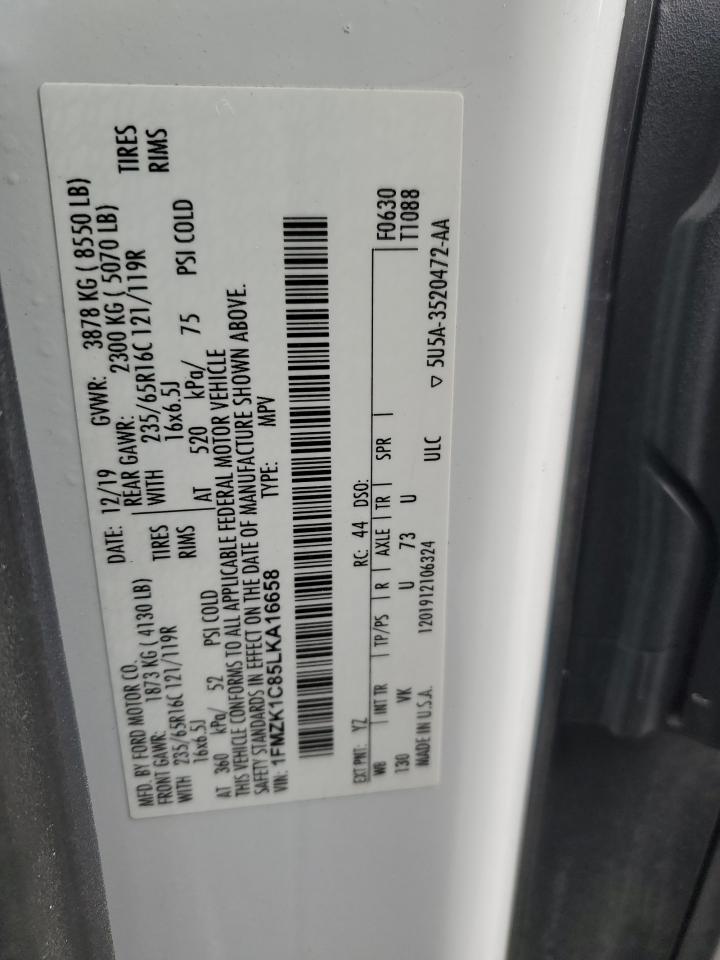 MFD. BY FORD MOTOR CO. DATE: 12/19 GVWR: 3878 KG ( 8550 LB)
FRONT GAWR: 1873 KG ( 4130 LB) REAR GAWR: 2300 KG ( 5070 LB)
WITH 235/65R16C 121/119R TIRES WITH 235/65R16C 121/119R TIRES
16x6.5J RIMS 16x6.5J RIMS
AT 360 kPa/ 52 PSI COLD AT 520 kPa/ 75 PSI COLD
THIS VEHICLE CONFORMS TO ALL APPLICABLE FEDERAL MOTOR VEHICLE
SAFETY STANDARDS IN EFFECT ON THE DATE OF MANUFACTURE SHOWN ABOVE.
VIN: 1FMZK1C85LKA16658 TYPE: MPV
EXT PNT: YZ RC: 44 DSO: F0630
WB INT TR TP/PS R AXLE TR SPR T1088
130 VK U 73 U
MADE IN U.S.A. 1201912106324 ULC ▽ 5U5A-3520472-AA